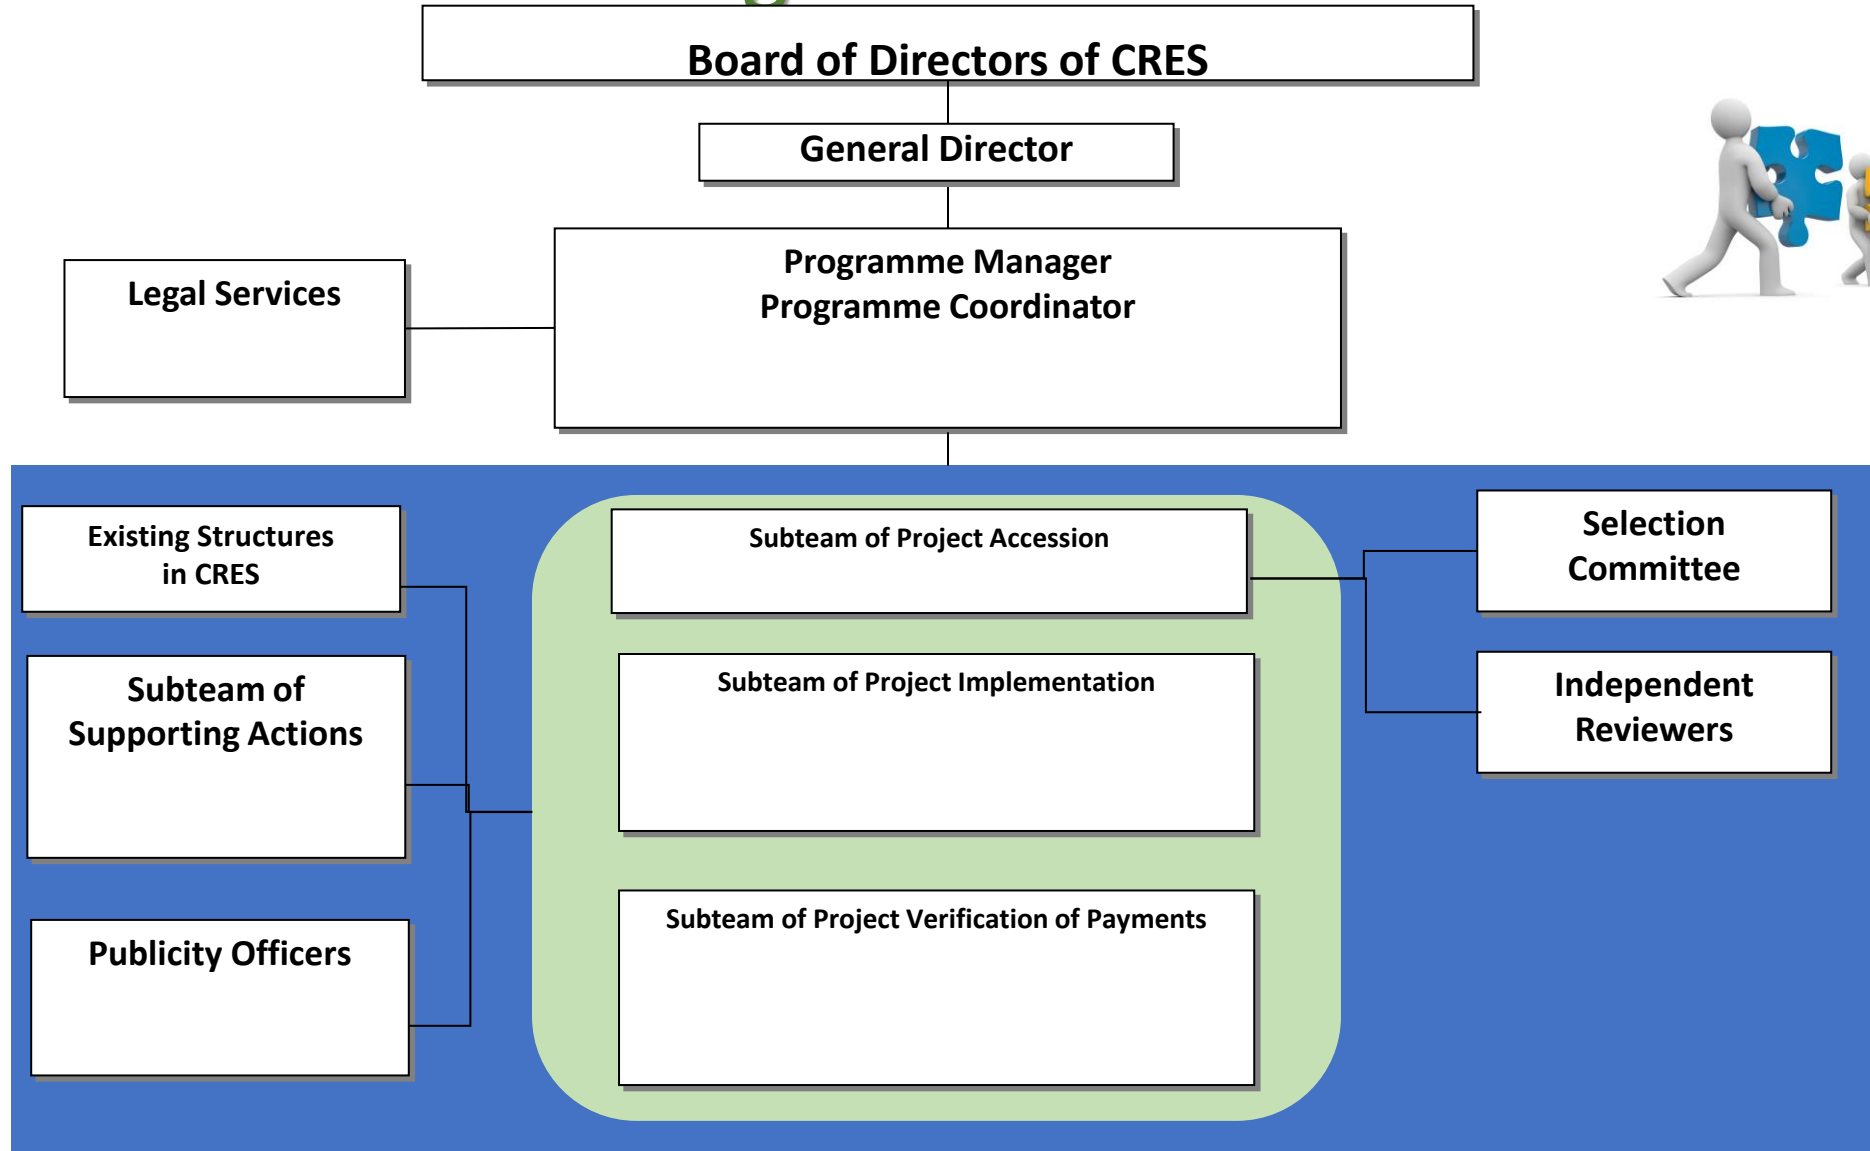 Board of Directors of CRES
General Director
Programme Manager
Programme Coordinator
Legal Services
Existing Structures
in CRES
Subteam of
Supporting Actions
Publicity Officers
Subteam of Project Accession
Subteam of Project Implementation
Subteam of Project Verification of Payments
Selection
Committee
Independent
Reviewers